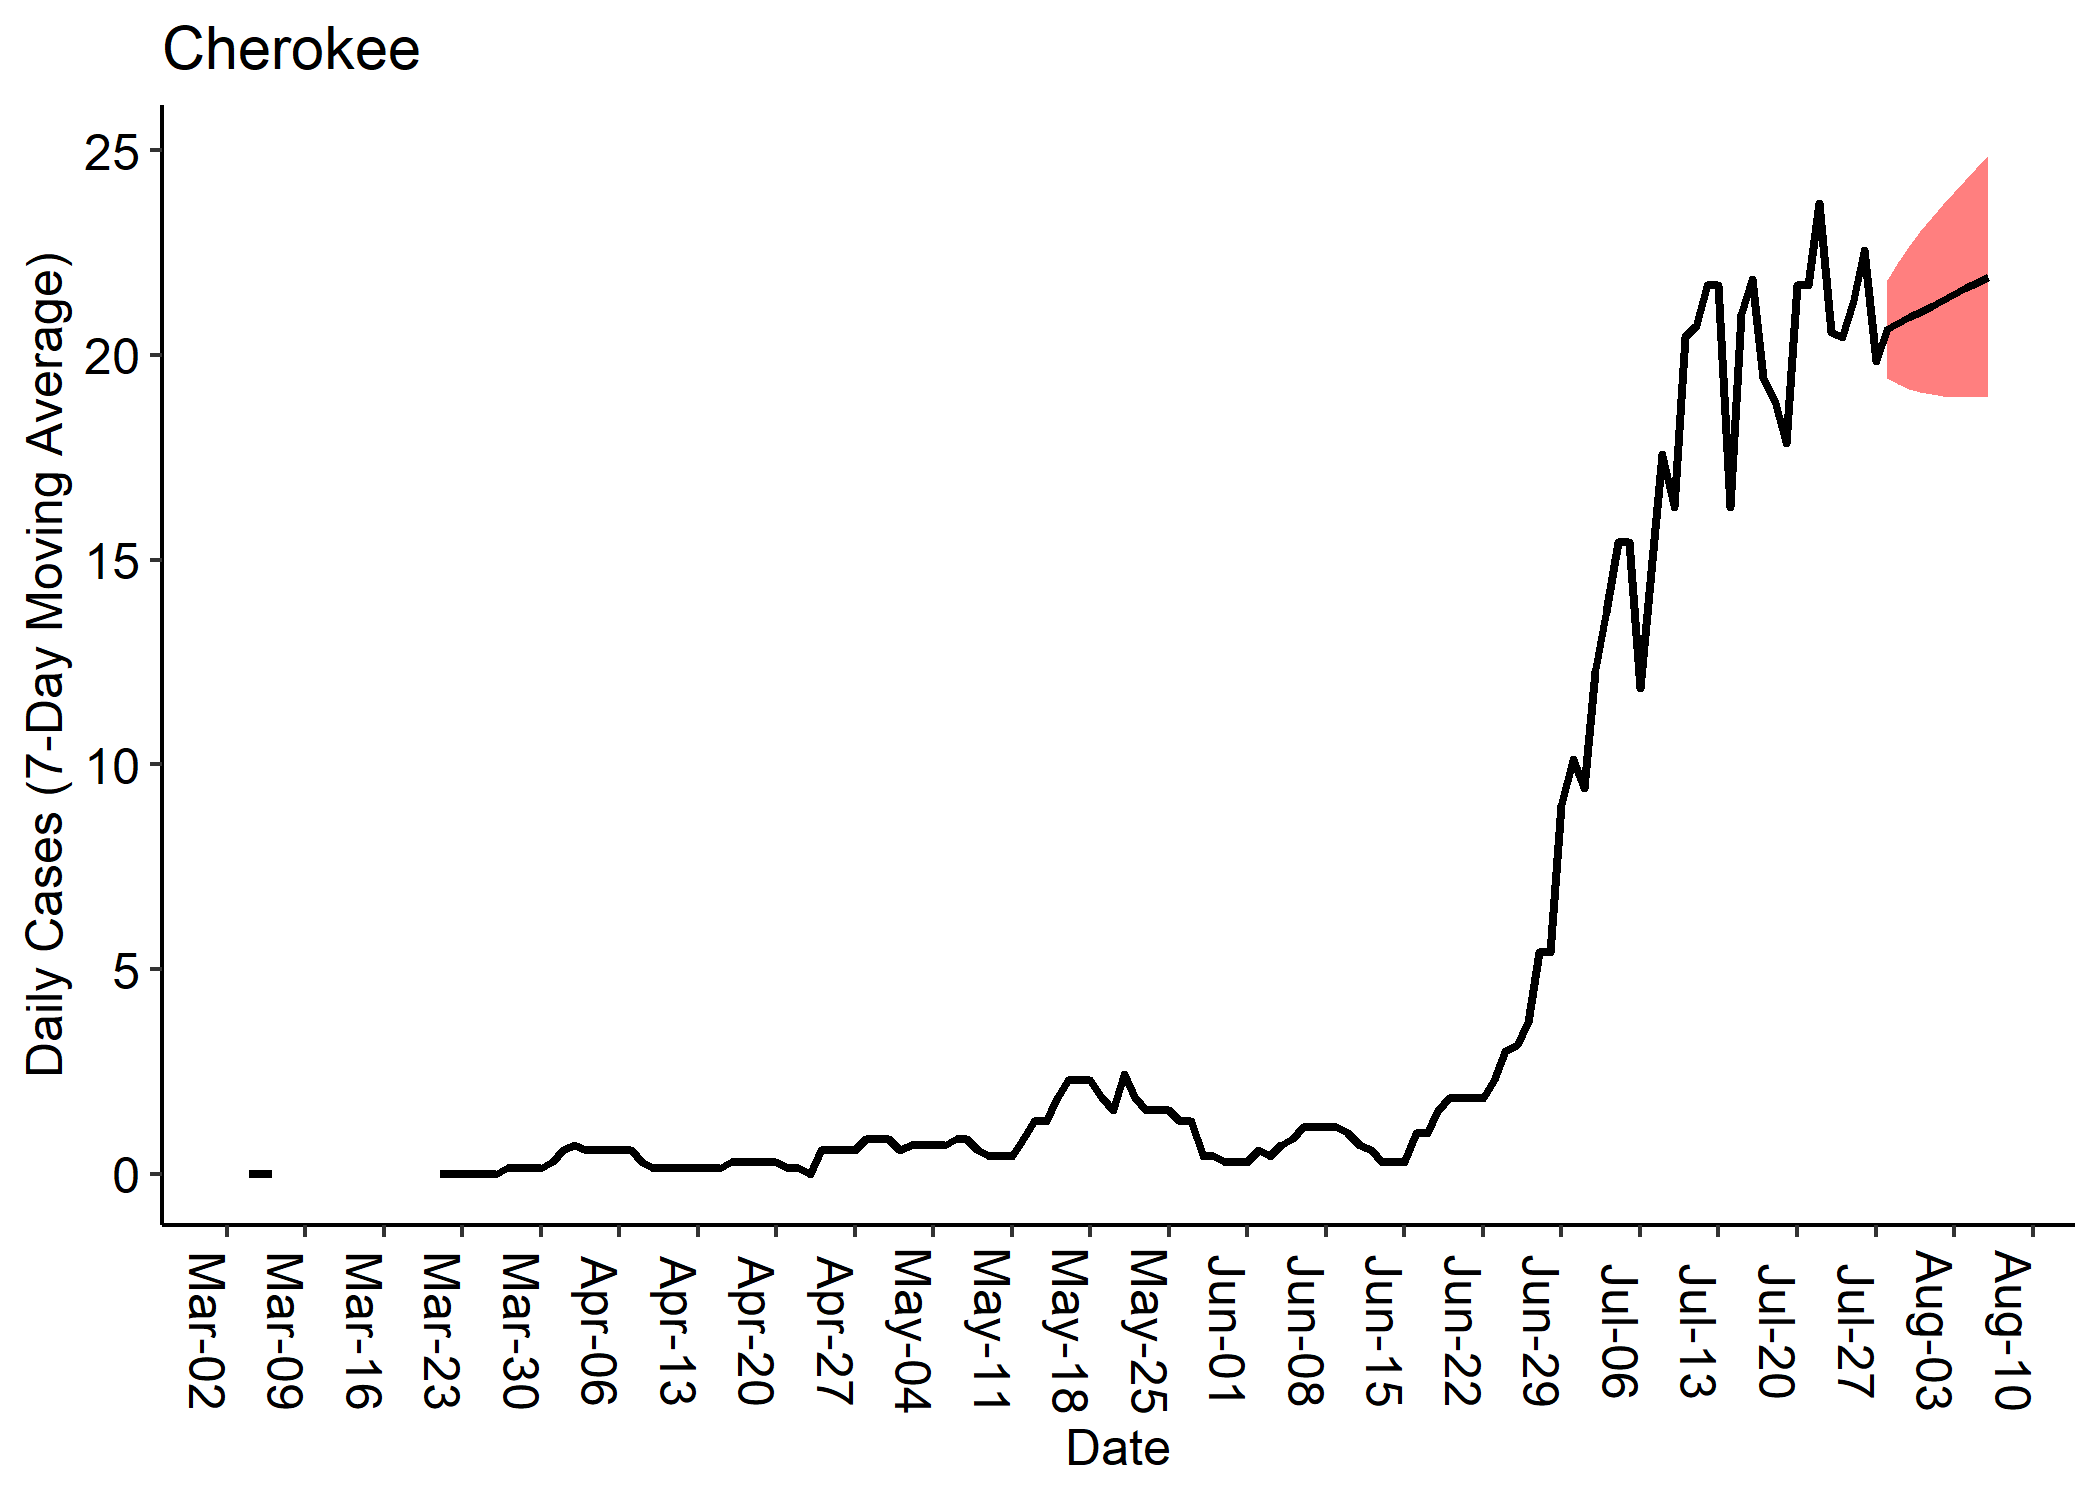 Cherokee
Daily Cases (7-Day Moving Average)
25
20
15
10
5
0
Mar-02
Mar-09
Mar-16
Mar-23
Mar-30
Apr-06
Apr-13
Apr-20
Apr-27
May-04
May-11
May-18
May-25
Jun-01
Jun-08
Jun-15
Jun-22
Jun-29
Jul-06
Jul-13
Jul-20
Jul-27
Aug-03
Aug-10
Date